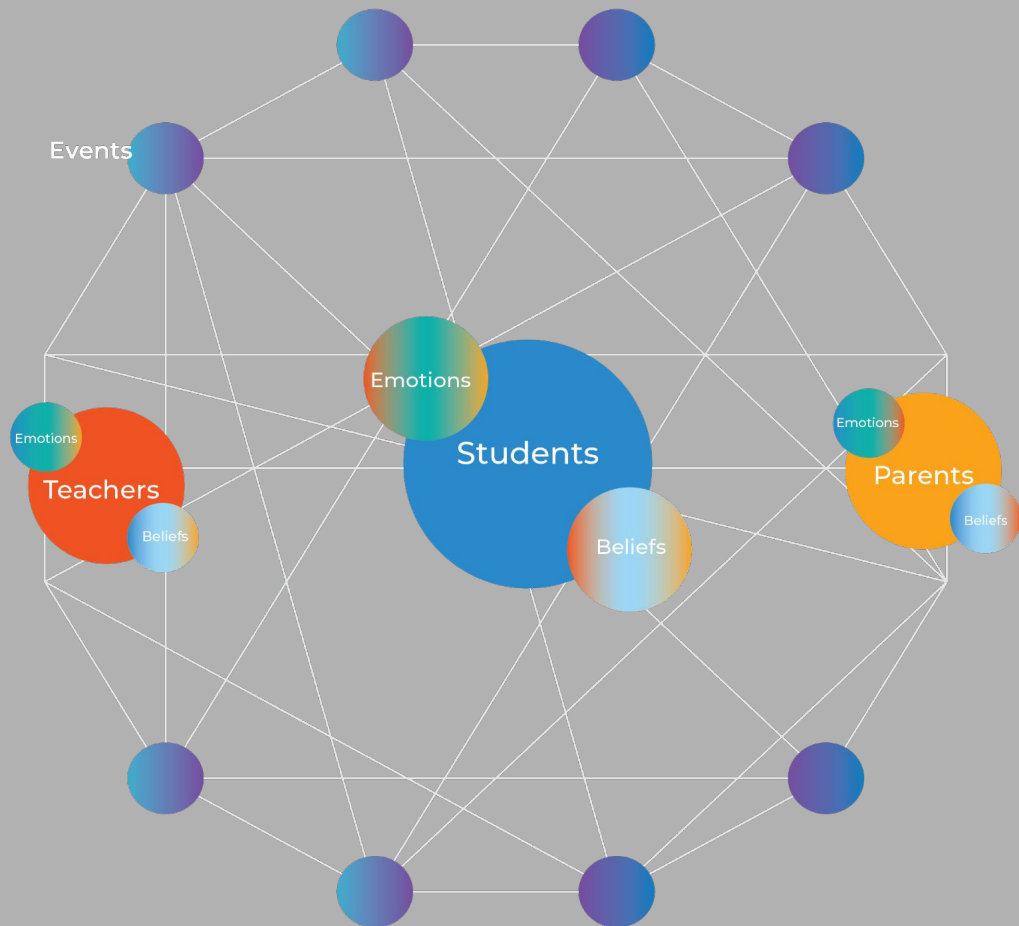 Events
Emotions
Students
Beliefs
Emotions
Teachers
Beliefs
Emotions
Parents
Beliefs